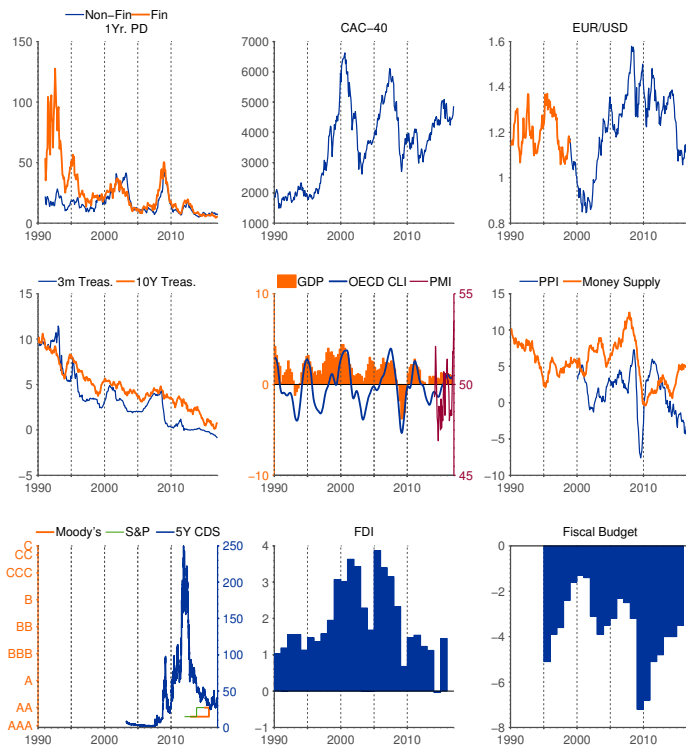 Non-Fin Fin
1Yr. PD
150
100
50
0
1990 2000 2010
CAC-40
7000
6000
5000
4000
3000
2000
1000
1990 2000 2010
EUR/USD
1.6
1.4
1.2
1
0.8
1990 2000 2010
3m Treas. 10Y Treas.
15
10
5
0
−5
1990 2000 2010
GDP OECD CLI PMI
10
0
−10
55
50
45
1990 2000 2010
PPI Money Supply
15
10
5
0
−5
−10
1990 2000 2010
Moody's S&P 5Y CDS
C
CC
CCC
B
BB
BBB
A
AA
AAA
250
200
150
100
50
0
1990 2000 2010
FDI
4
3
2
1
0
−1
1990 2000 2010
Fiscal Budget
0
−2
−4
−6
−8
1990 2000 2010